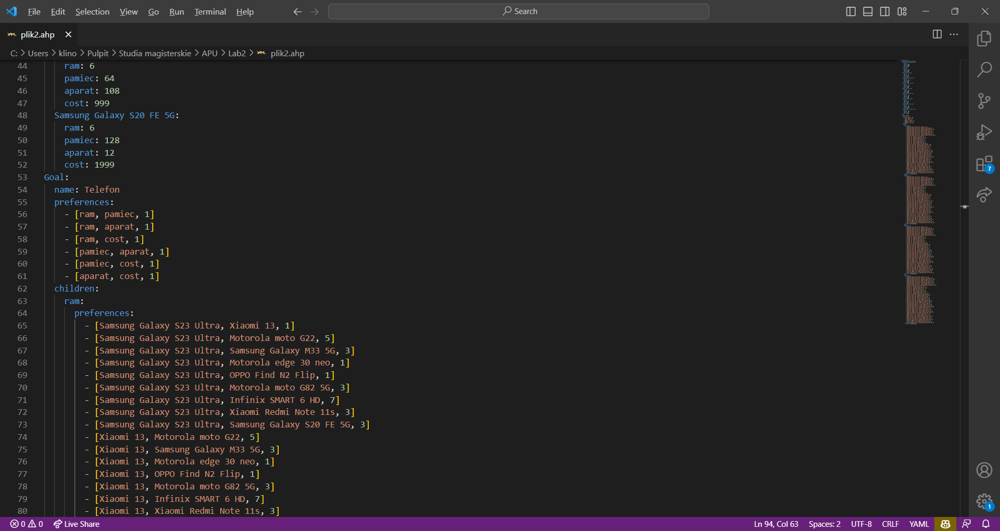 File Edit Selection View Go Run Terminal Help
Search
plik2.ahp
C: > Users > klino > Pulpit > Studia magisterskie > APU > Lab2 > plik2.ahp
44 ram: 6
45 pamiec: 64
46 aparat: 108
47 cost: 999
48 Samsung Galaxy S20 FE 5G:
49 ram: 6
50 pamiec: 128
51 aparat: 12
52 cost: 1999
53 Goal:
54 name: Telefon
55 preferences:
56 - [ram, pamiec, 1]
57 - [ram, aparat, 1]
58 - [ram, cost, 1]
59 - [pamiec, aparat, 1]
60 - [pamiec, cost, 1]
61 - [aparat, cost, 1]
62 children:
63 ram:
64 preferences:
65 - [Samsung Galaxy S23 Ultra, Xiaomi 13, 1]
66 - [Samsung Galaxy S23 Ultra, Motorola moto G22, 5]
67 - [Samsung Galaxy S23 Ultra, Samsung Galaxy M33 5G, 3]
68 - [Samsung Galaxy S23 Ultra, Motorola edge 30 neo, 1]
69 - [Samsung Galaxy S23 Ultra, OPPO Find N2 Flip, 1]
70 - [Samsung Galaxy S23 Ultra, Motorola moto G82 5G, 3]
71 - [Samsung Galaxy S23 Ultra, Infinix SMART 6 HD, 7]
72 - [Samsung Galaxy S23 Ultra, Xiaomi Redmi Note 11s, 3]
73 - [Samsung Galaxy S23 Ultra, Samsung Galaxy S20 FE 5G, 3]
74 - [Xiaomi 13, Motorola moto G22, 5]
75 - [Xiaomi 13, Samsung Galaxy M33 5G, 3]
76 - [Xiaomi 13, Motorola edge 30 neo, 1]
77 - [Xiaomi 13, OPPO Find N2 Flip, 1]
78 - [Xiaomi 13, Motorola moto G82 5G, 3]
79 - [Xiaomi 13, Infinix SMART 6 HD, 7]
80 - [Xiaomi 13, Xiaomi Redmi Note 11s, 3]
7
1
0 0 Live Share Ln 94, Col 63 Spaces: 2 UTF-8 CRLF YAML